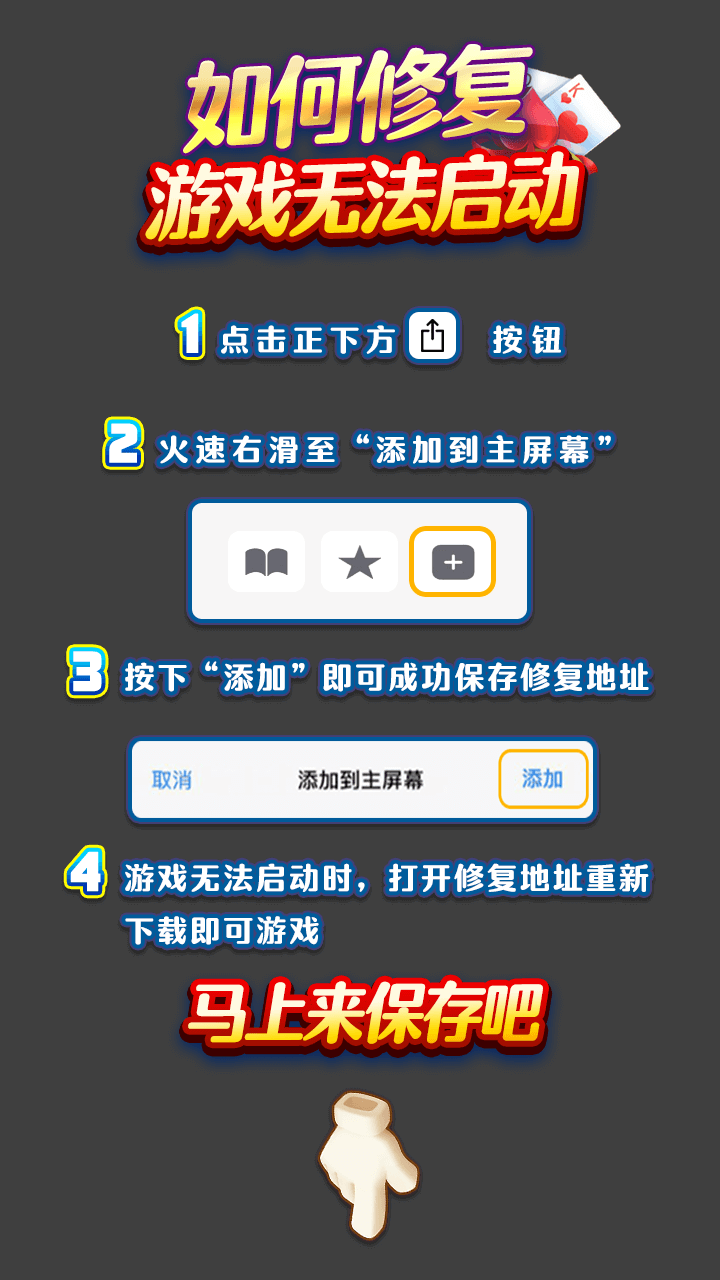 如何修复
K
游戏无法启动
1 点击正下方 按钮
2 火速右滑至“添加到主屏幕”
3 按下“添加”即可成功保存修复地址
取消 添加到主屏幕 添加
4 游戏无法启动时，打开修复地址重新
下载即可游戏
马上来保存吧